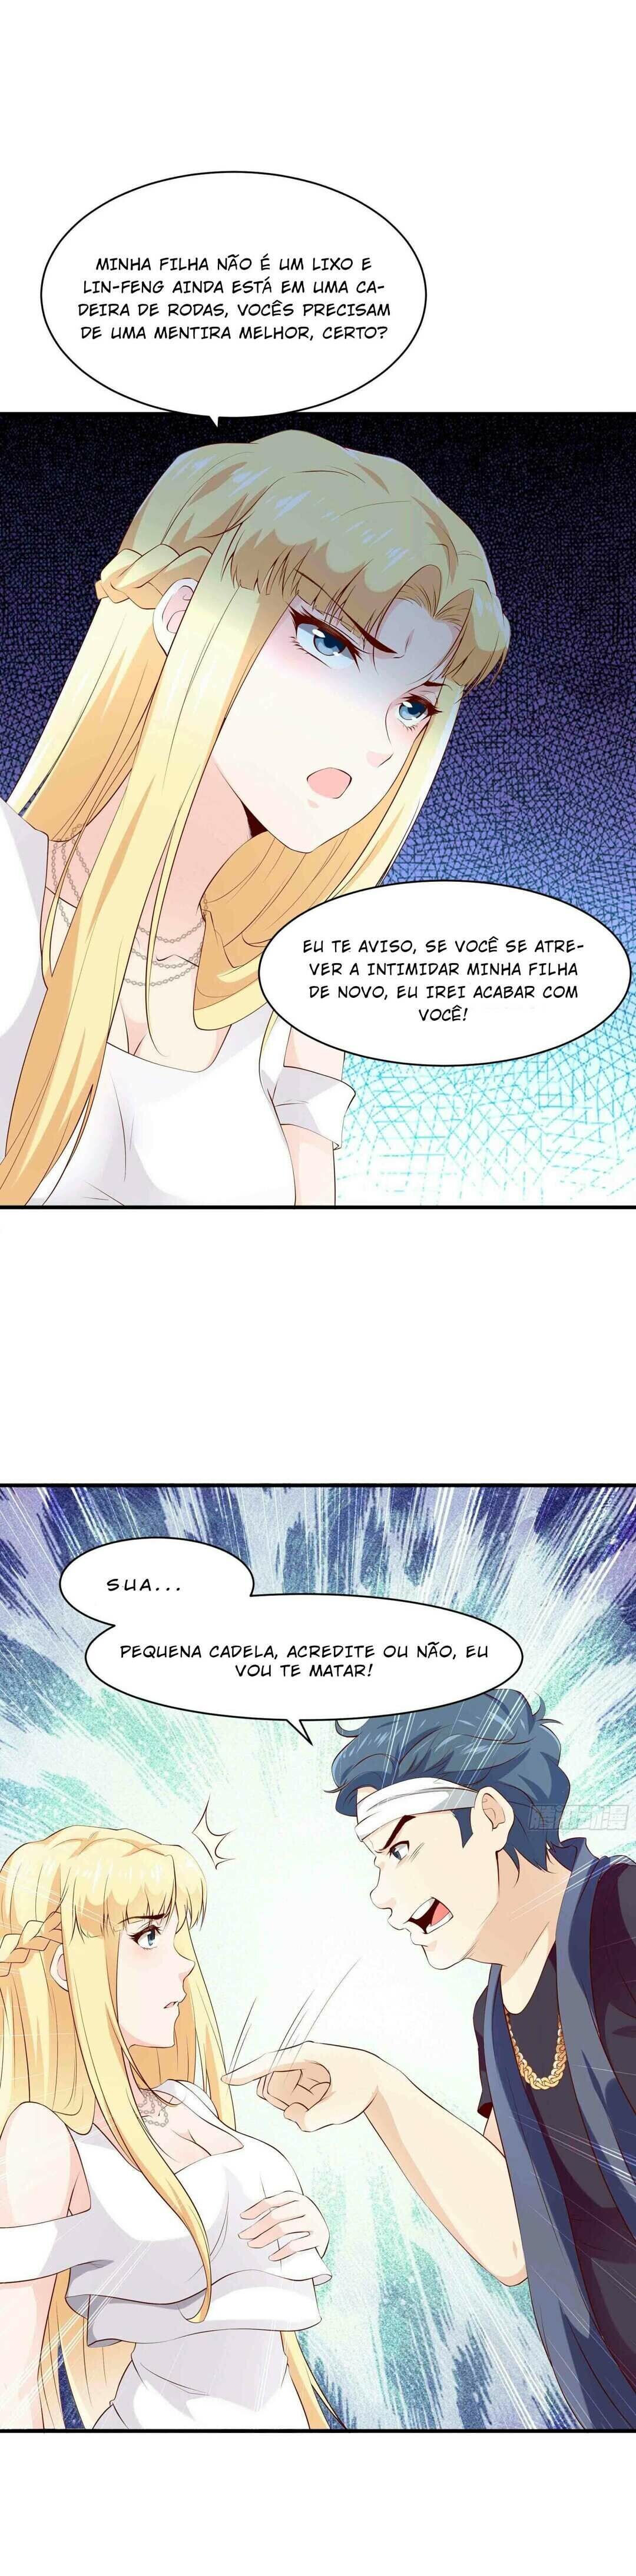 MINHA FILHA NÃO É UM LIXO E
LIN-FENG AINDA ESTÁ EM UMA CA-
DEIRA DE RODAS, VOCÊS PRECISAM
DE UMA MENTIRA MELHOR, CERTO?
EU TE AVISO, SE VOCÊ SE ATRE-
VER A INTIMIDAR MINHA FILHA
DE NOVO, EU IREI ACABAR COM
VOCÊ!
SUA...
PEQUENA CADELA, ACREDITE OU NÃO, EU
VOU TE MATAR!